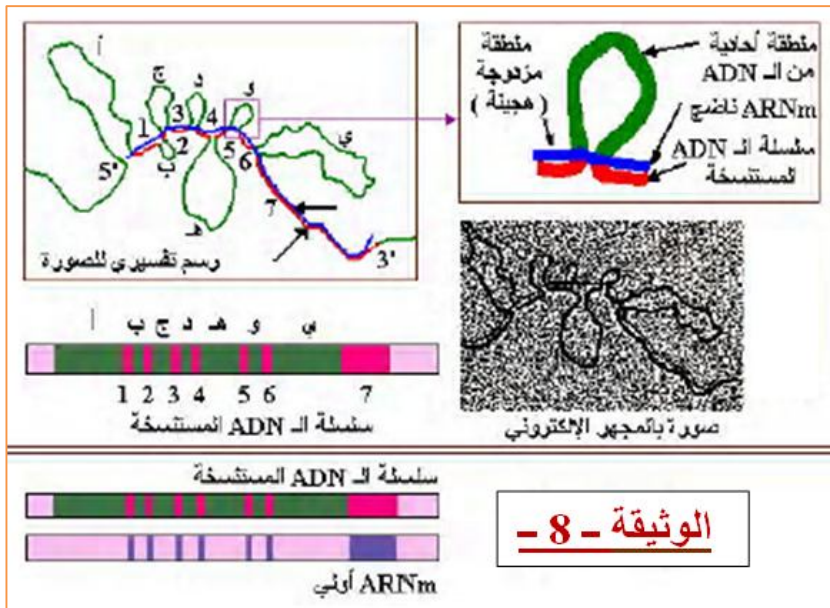 أ
ج
د
و
ي
1
3
4
2
5
6
ب
5'
هـ
7
3'
رسم تفسيري للصورة
منطقة مزدوجة ( هجينة )
منطقة أحادية من الـ ADN
ARNm ناضج
سلسلة الـ ADN المستنسخة
أ ب ج د هـ و ي
1 2 3 4 5 6 7
سلسلة الـ ADN المستنسخة
صورة بالمجهر الإلكتروني
سلسلة الـ ADN المستنسخة
ARNm أولي
الوثيقة ـ 8 ـ